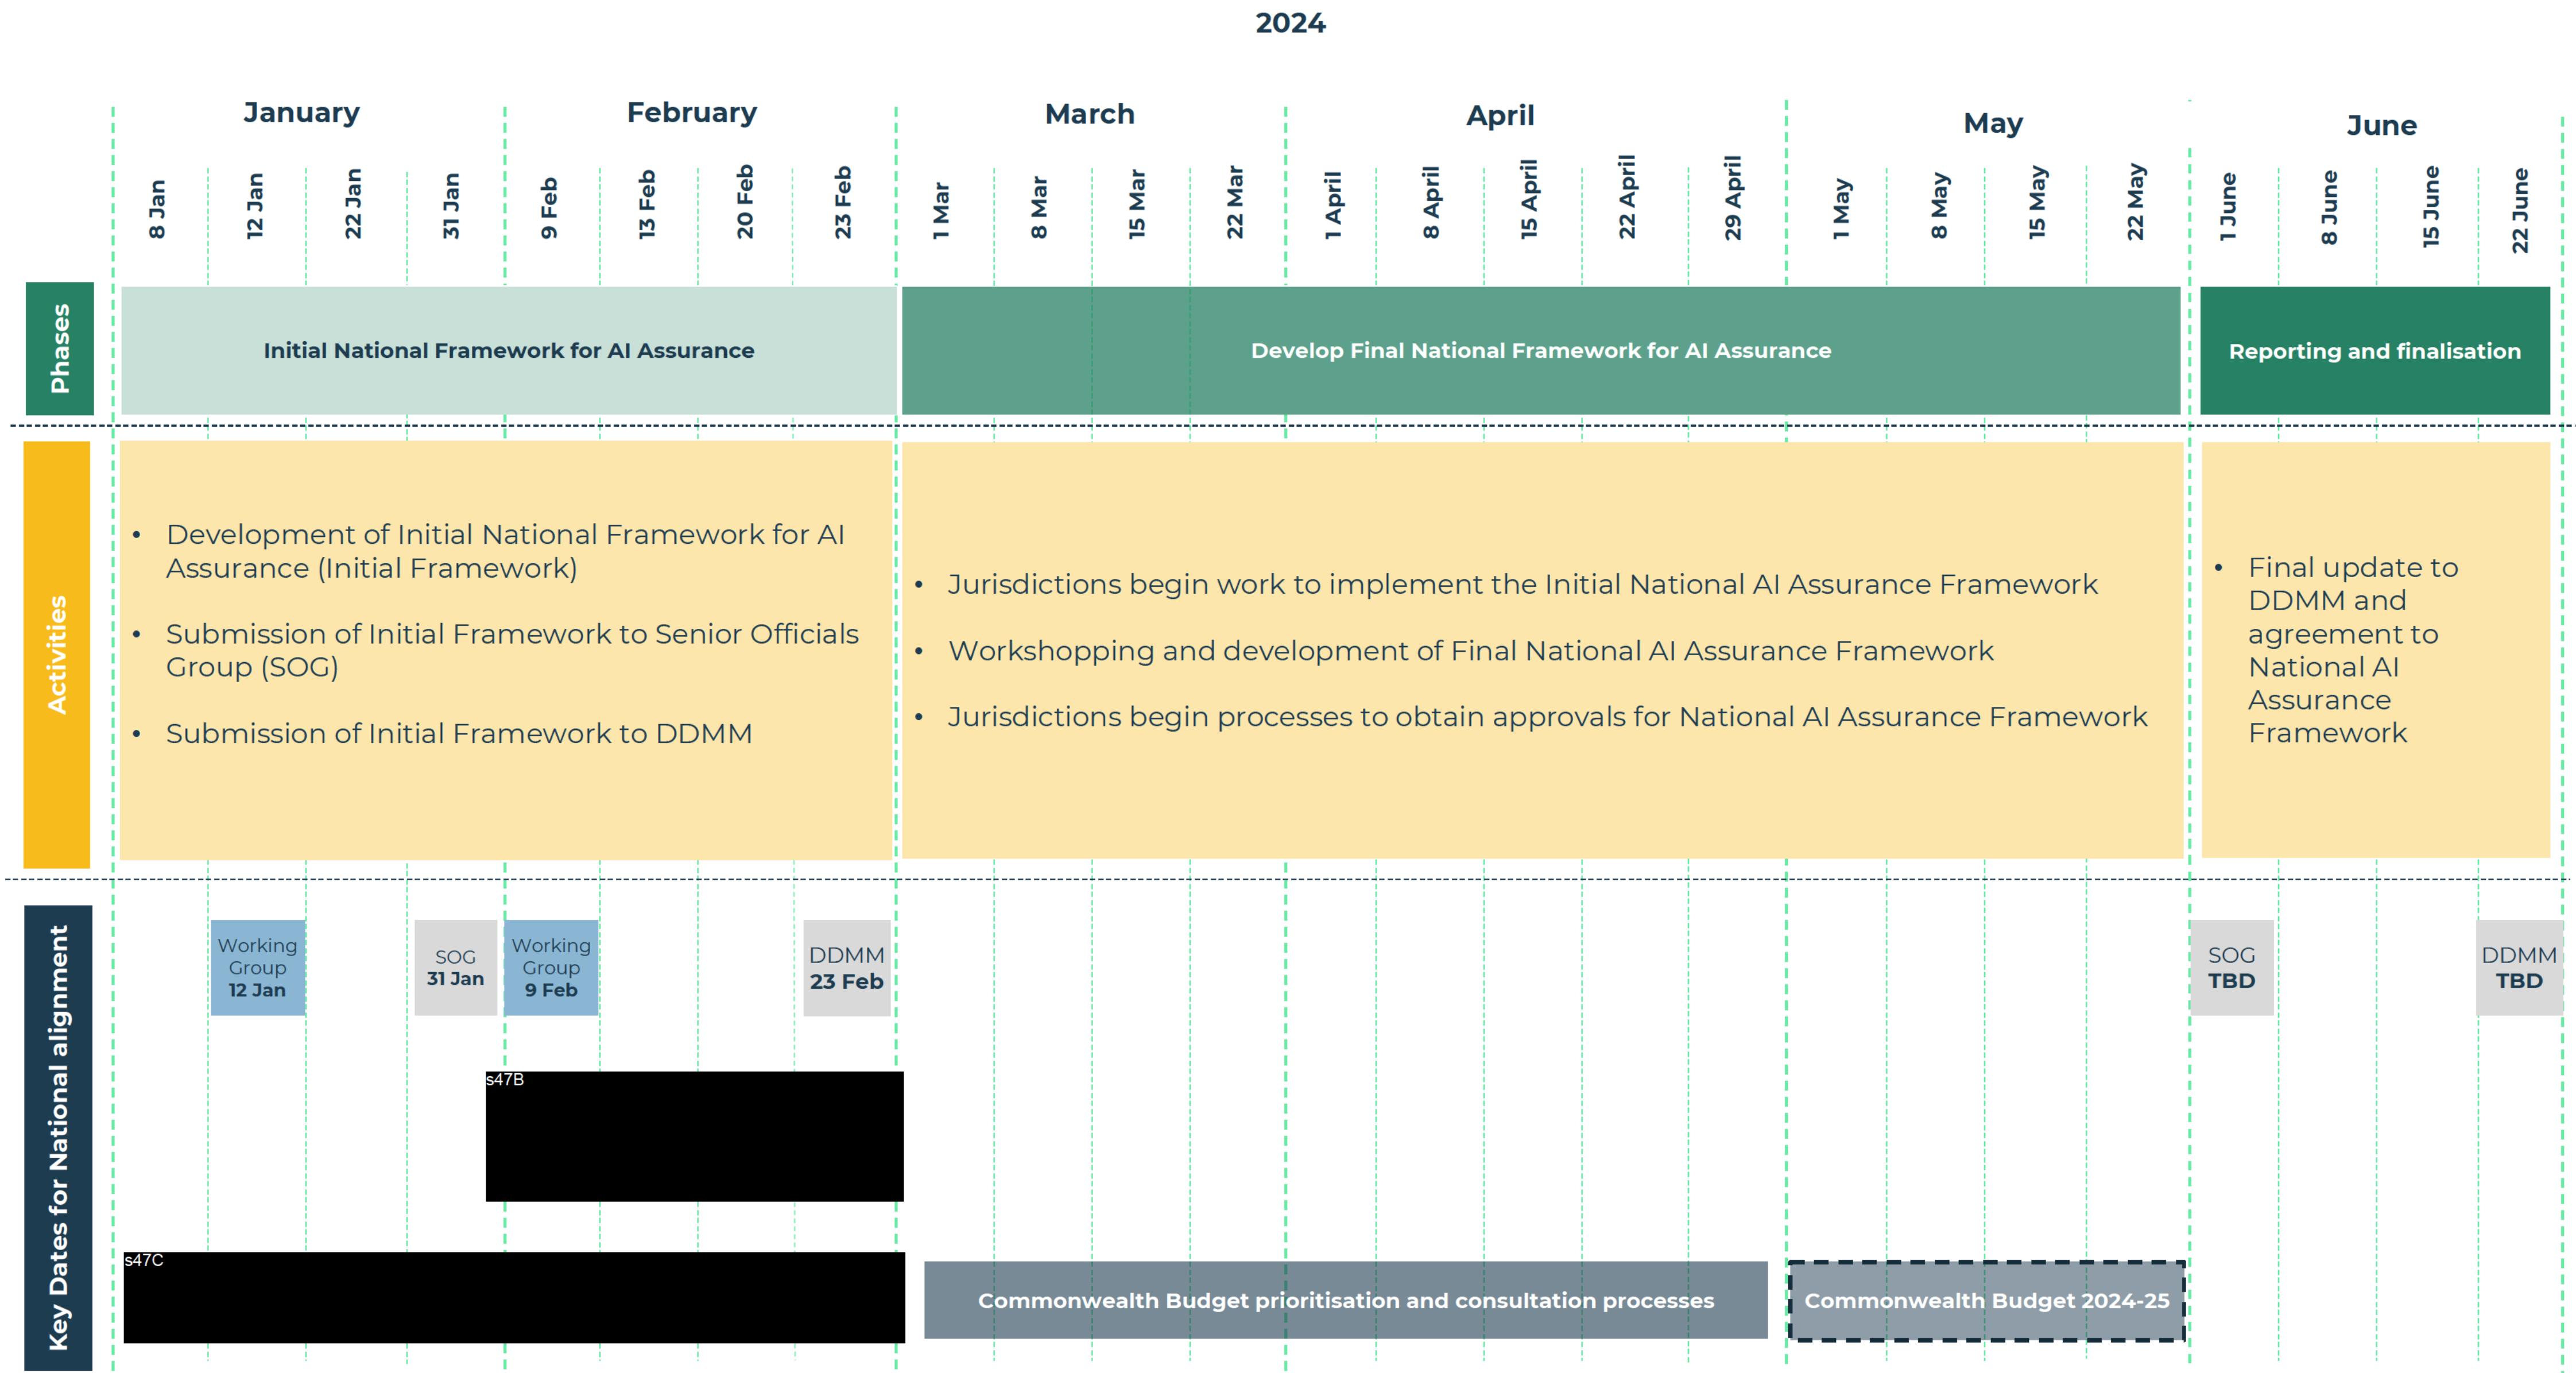 2024
January
February
March
April
May
June
8 Jan
12 Jan
22 Jan
31 Jan
9 Feb
13 Feb
20 Feb
23 Feb
1 Mar
8 Mar
15 Mar
22 Mar
1 April
8 April
15 April
22 April
29 April
1 May
8 May
15 May
22 May
1 June
8 June
15 June
22 June
Phases
Initial National Framework for AI Assurance
Develop Final National Framework for AI Assurance
Reporting and finalisation
Activities
• Development of Initial National Framework for AI
Assurance (Initial Framework)
• Submission of Initial Framework to Senior Officials
Group (SOG)
• Submission of Initial Framework to DDMM
• Jurisdictions begin work to implement the Initial National AI Assurance Framework
• Workshopping and development of Final National AI Assurance Framework
• Jurisdictions begin processes to obtain approvals for National AI Assurance Framework
• Final update to
DDMM and
agreement to
National AI
Assurance
Framework
Key Dates for National alignment
Working
Group
12 Jan
SOG
31 Jan
Working
Group
9 Feb
DDMM
23 Feb
SOG
TBD
DDMM
TBD
s47B
s47C
Commonwealth Budget prioritisation and consultation processes
Commonwealth Budget 2024-25